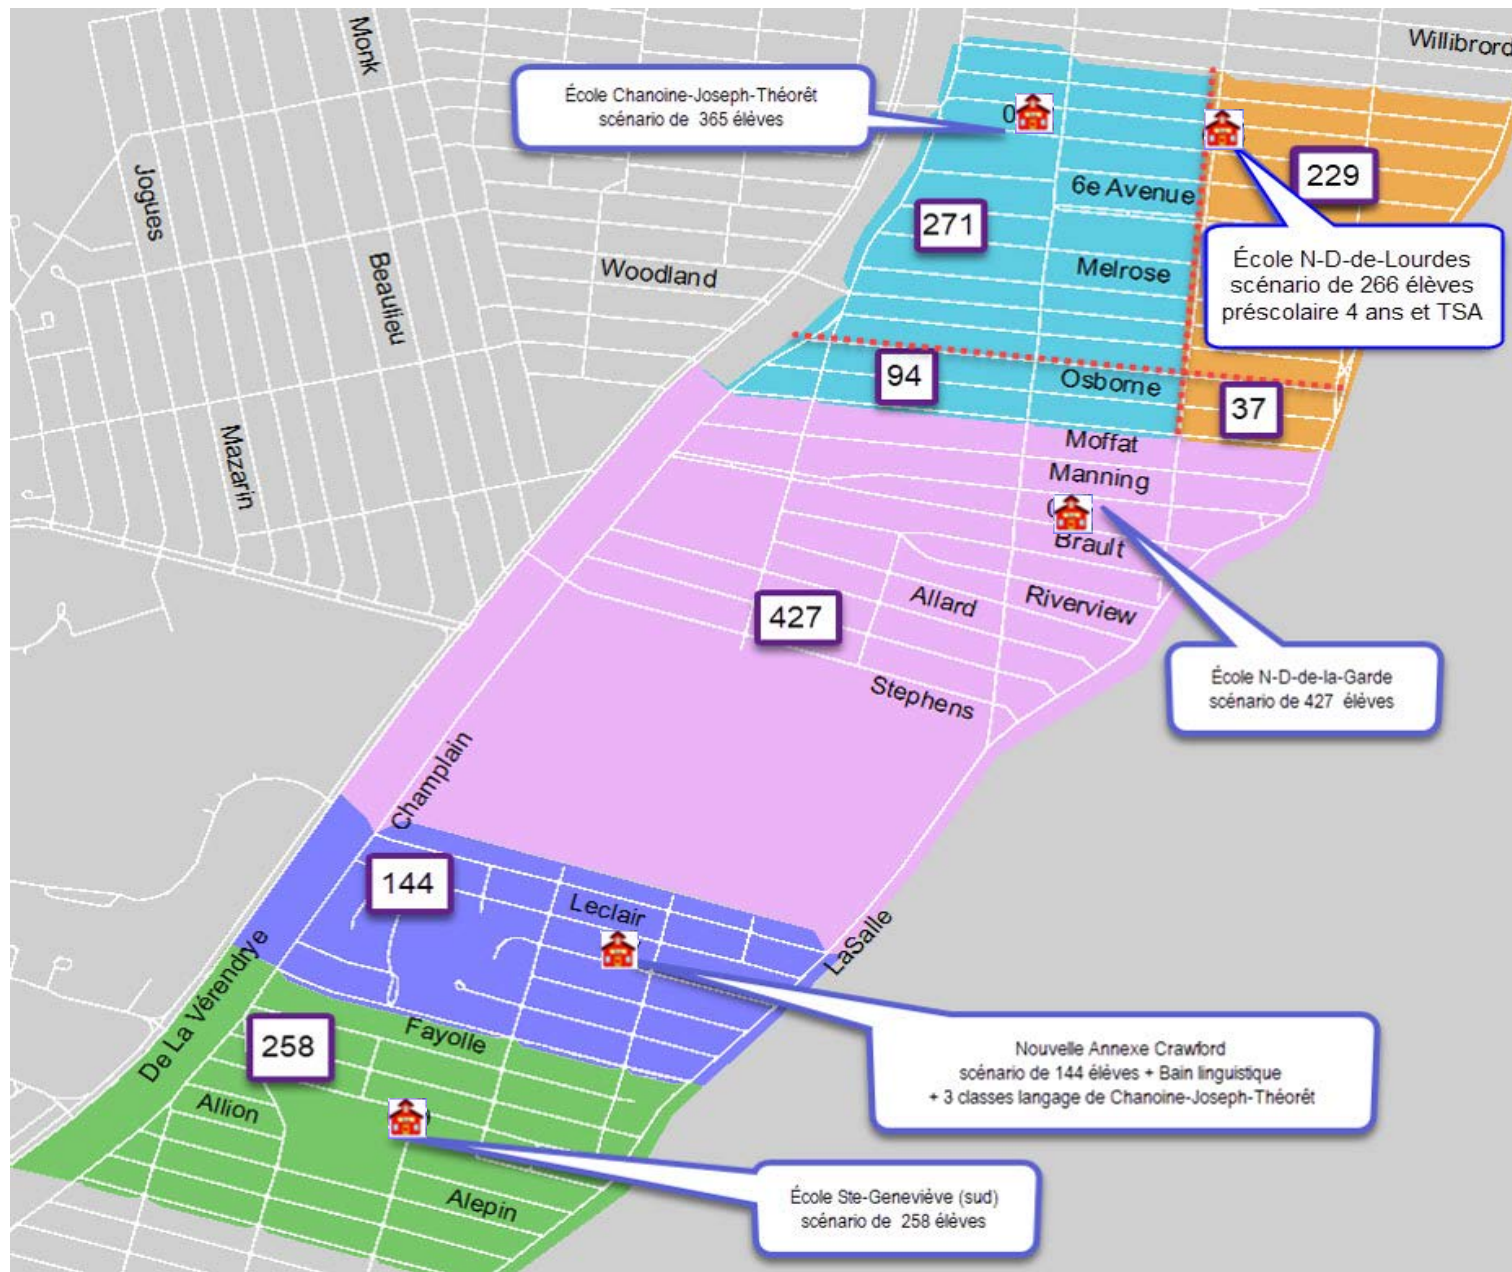 Willibrord
Monk
École Chanoine-Joseph-Théorêt
scénario de 365 élèves
0
Jogues
229
6e Avenue
271
École N-D-de-Lourdes
scénario de 266 élèves
préscolaire 4 ans et TSA
Beaulieu
Woodland
Melrose
94
Osborne
37
Mazarin
Moffat
Manning
Brault
427
Allard
Riverview
École N-D-de-la-Garde
scénario de 427 élèves
Stephens
Champlain
144
Leclair
LaSalle
De La Vérendrye
258
Fayolle
Nouvelle Annexe Crawford
scénario de 144 élèves + Bain linguistique
+ 3 classes langage de Chanoine-Joseph-Théorêt
Allion
Alepin
École Ste-Geneviève (sud)
scénario de 258 élèves